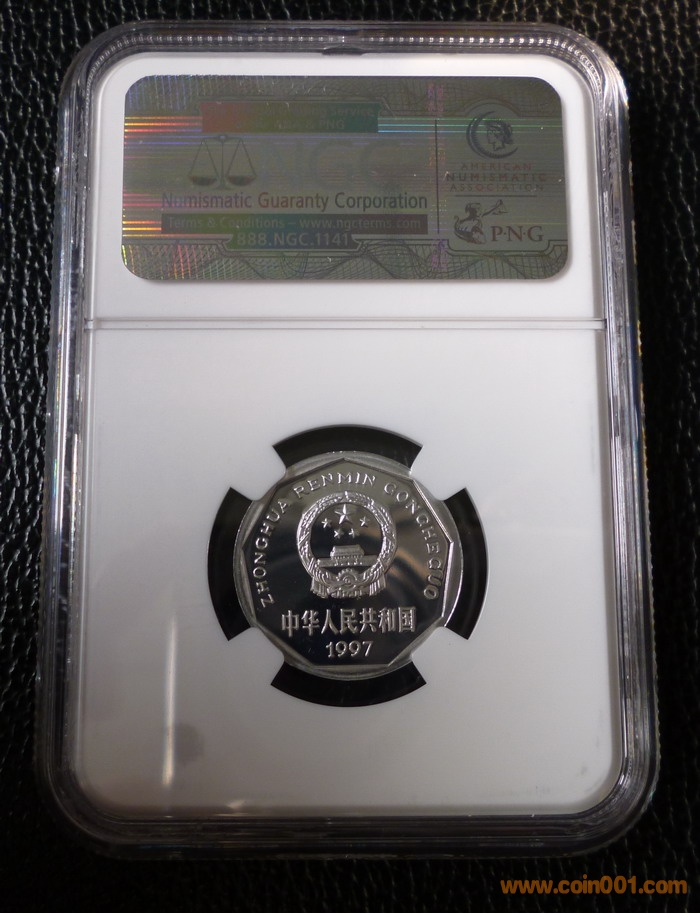 NGC
Numismatic Guaranty Corporation
Terms & Conditions – www.ngcterms.com
888.NGC.1141
AMERICAN
NUMISMATIC
ASSOCIATION
PNG
ZHONGHUA RENMIN GONGHEGUO
中华人民共和国
1997
www.coin001.com